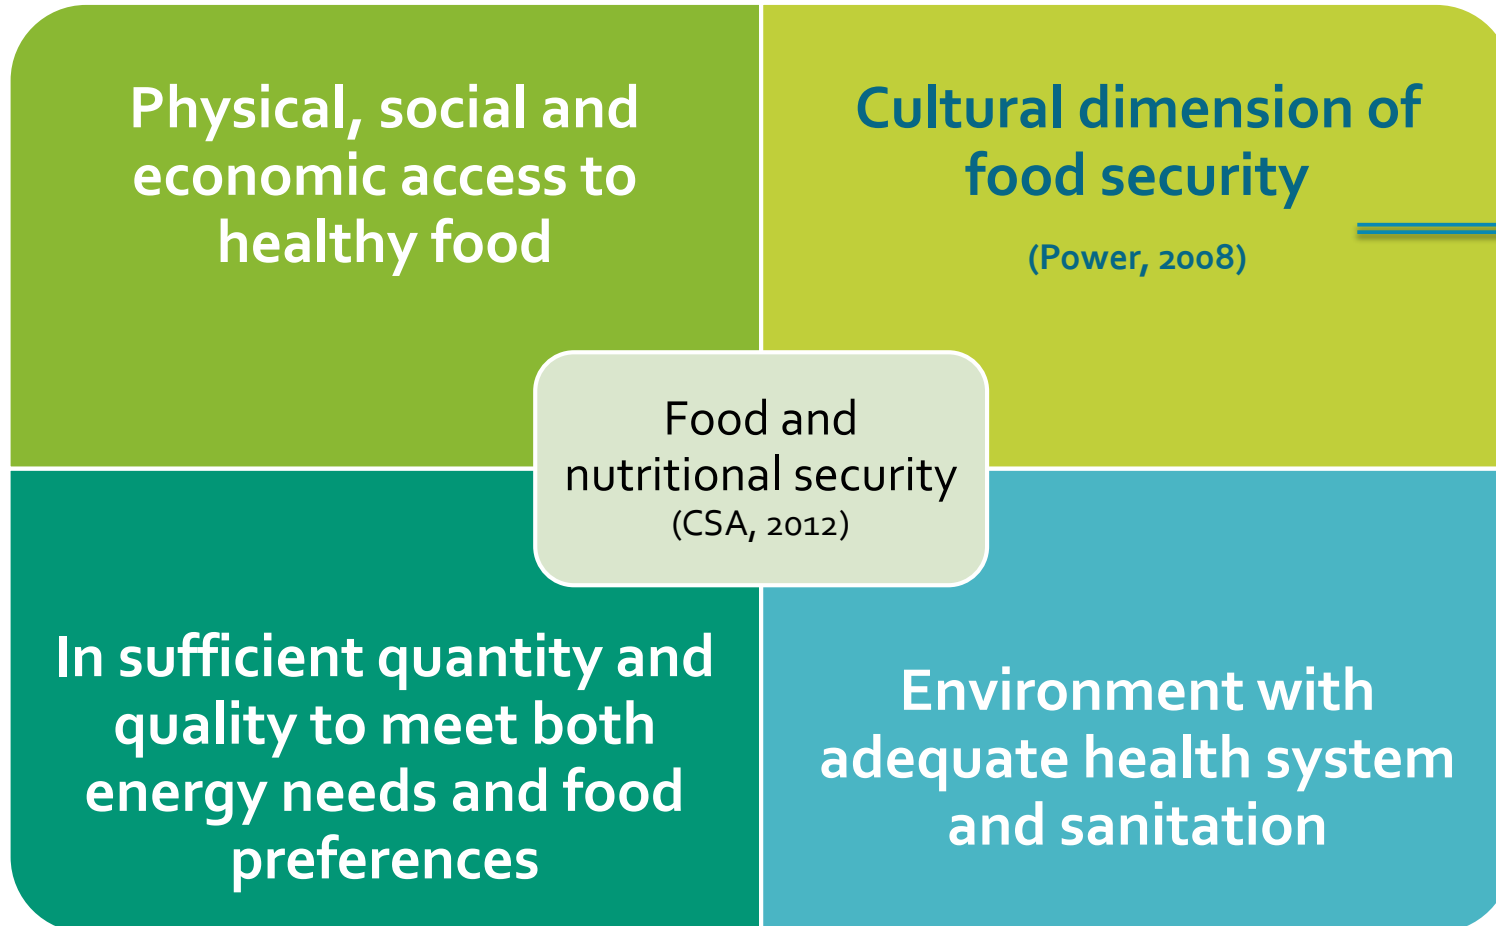 Physical, social and
economic access to
healthy food
Cultural dimension of
food security
(Power, 2008)
Food and
nutritional security
(CSA, 2012)
In sufficient quantity and
quality to meet both
energy needs and food
preferences
Environment with
adequate health system
and sanitation